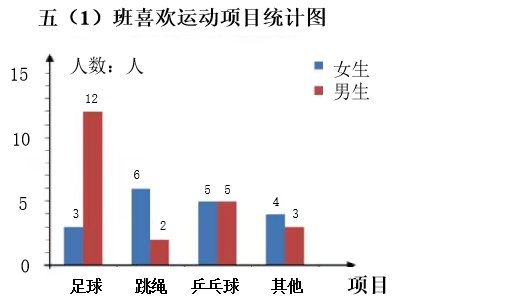 五（1）班喜欢运动项目统计图
人数：人
女生
男生
15
10
5
0
3
12
6
2
5
5
4
3
足球
跳绳
乒乓球
其他
项目